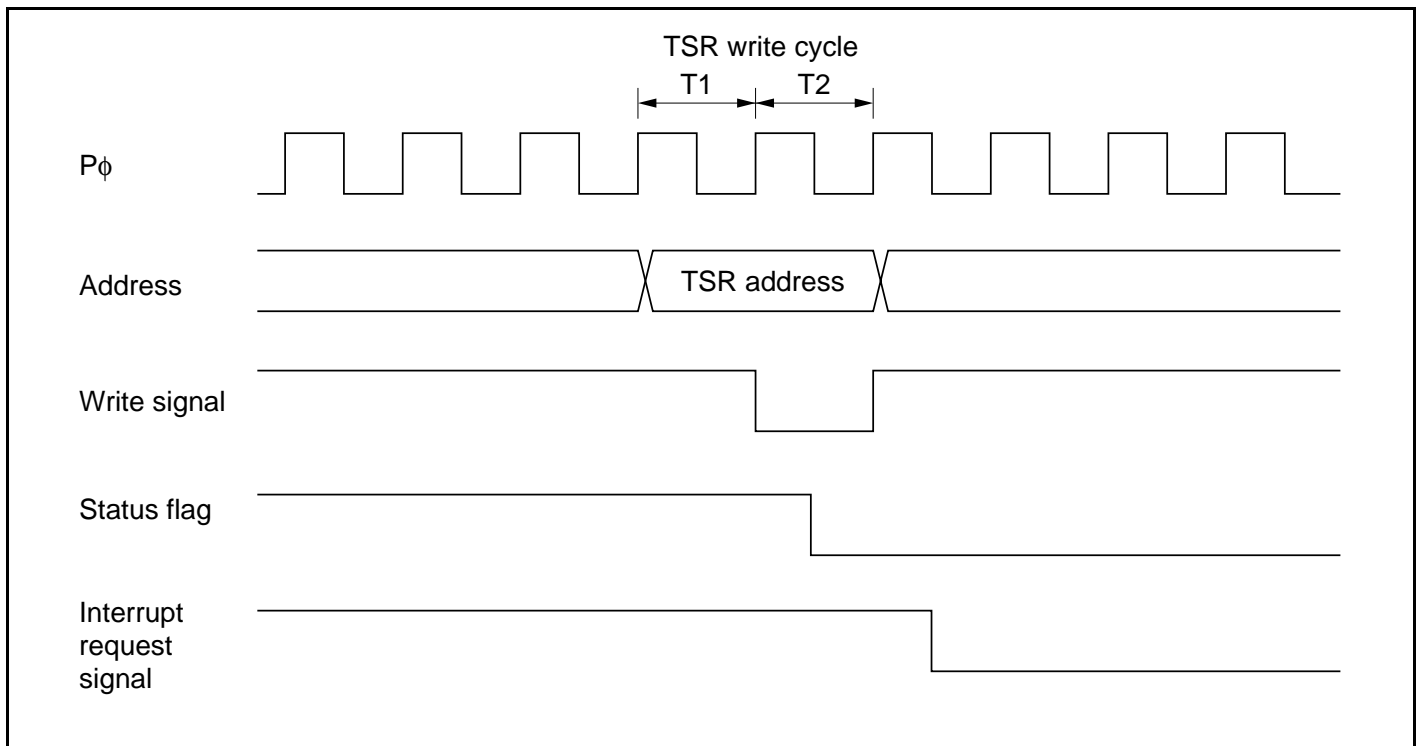 TSR write cycle
T1 T2
Pϕ
Address
TSR address
Write signal
Status flag
Interrupt
request
signal